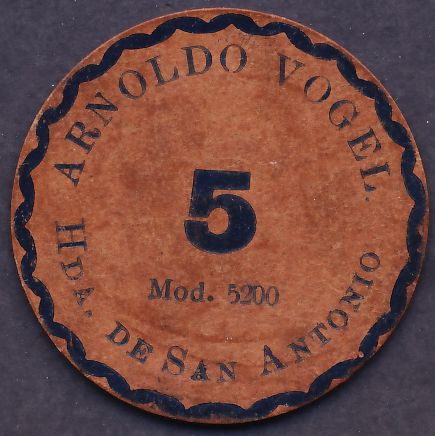 ARNOLDO VOGEL.
5
Mod. 5200
HDA. DE SAN ANTONIO